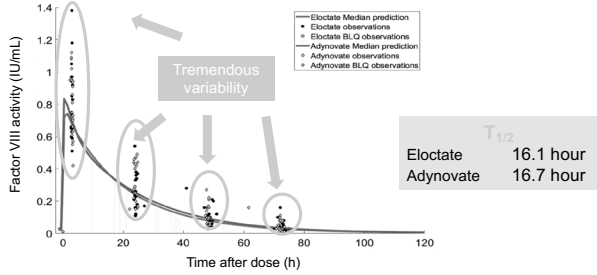 1.4
1.2
1
0.8
0.6
0.4
0.2
0
Factor VIII activity (IU/mL)
0
20
40
60
80
100
120
Time after dose (h)
Eloctate Median prediction
Eloctate observations
Eloctate BLQ observations
Adynovate Median prediction
Adynovate observations
Adynovate BLQ observations
Tremendous
variability
T1/2
Eloctate 16.1 hour
Adynovate 16.7 hour